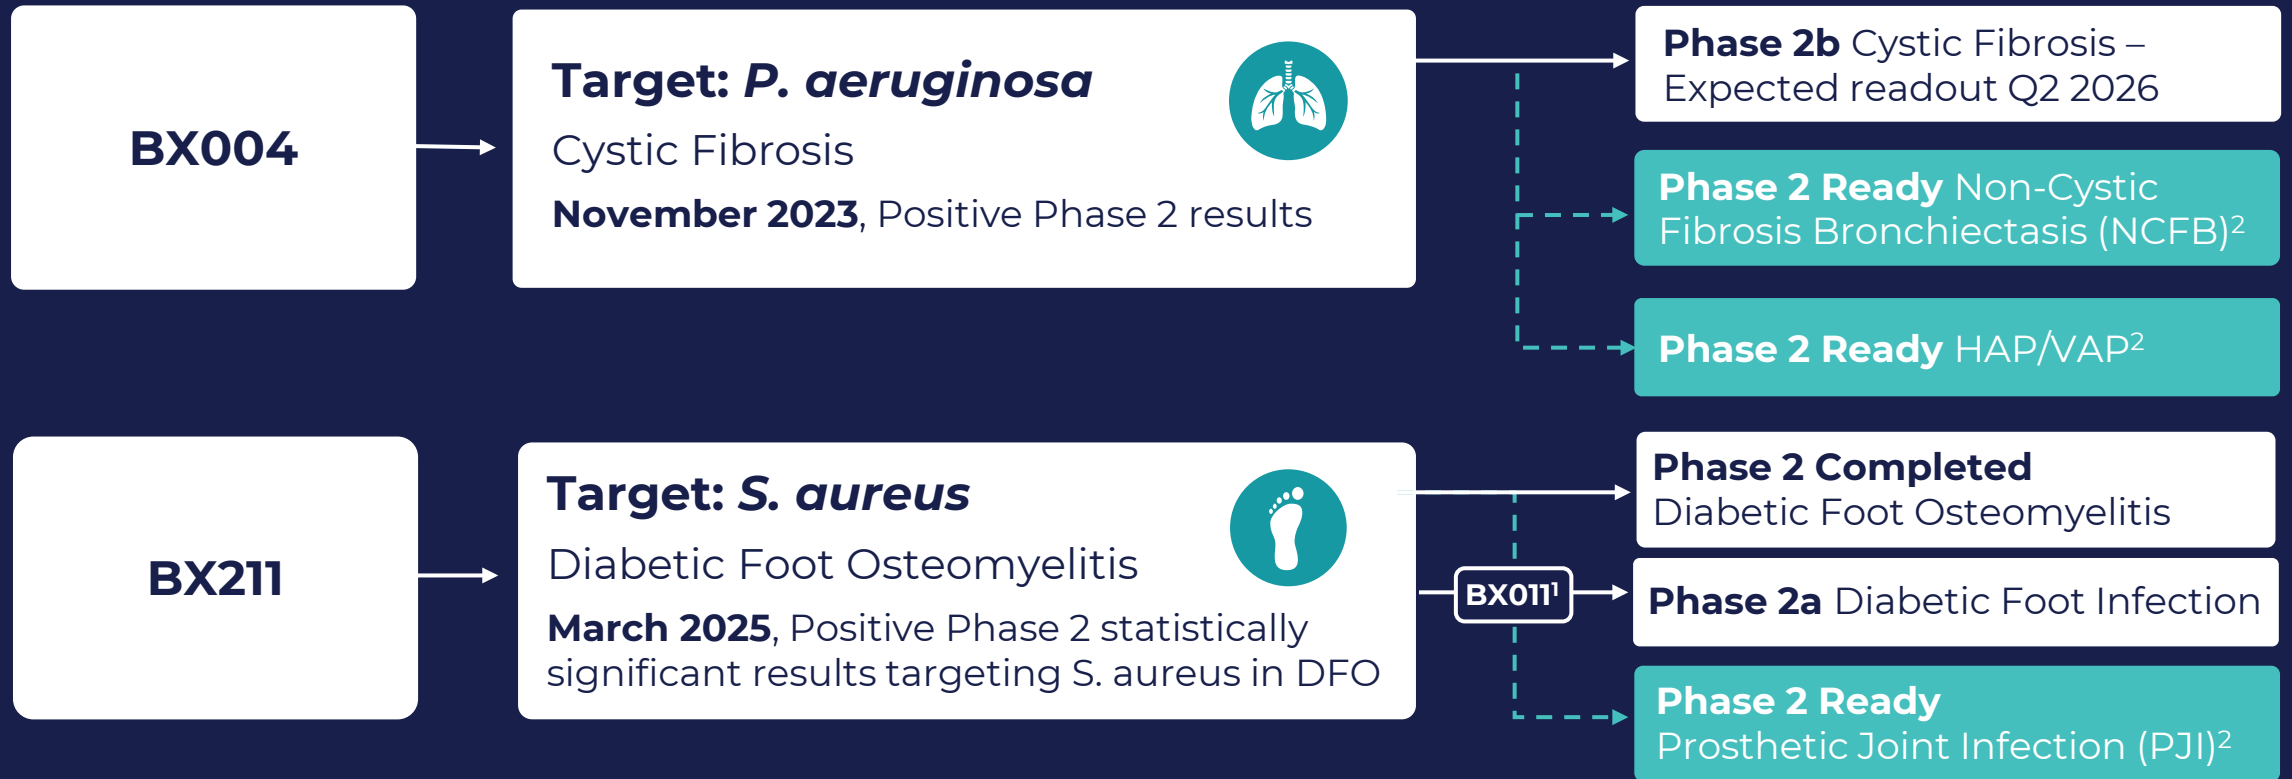 BX004
Target: P. aeruginosa
Cystic Fibrosis
November 2023, Positive Phase 2 results
Phase 2b Cystic Fibrosis –
Expected readout Q2 2026
Phase 2 Ready Non-Cystic
Fibrosis Bronchiectasis (NCFB)²
Phase 2 Ready HAP/VAP²
BX211
Target: S. aureus
Diabetic Foot Osteomyelitis
March 2025, Positive Phase 2 statistically
significant results targeting S. aureus in DFO
Phase 2 Completed
Diabetic Foot Osteomyelitis
BX011¹
Phase 2a Diabetic Foot Infection
Phase 2 Ready
Prosthetic Joint Infection (PJI)²